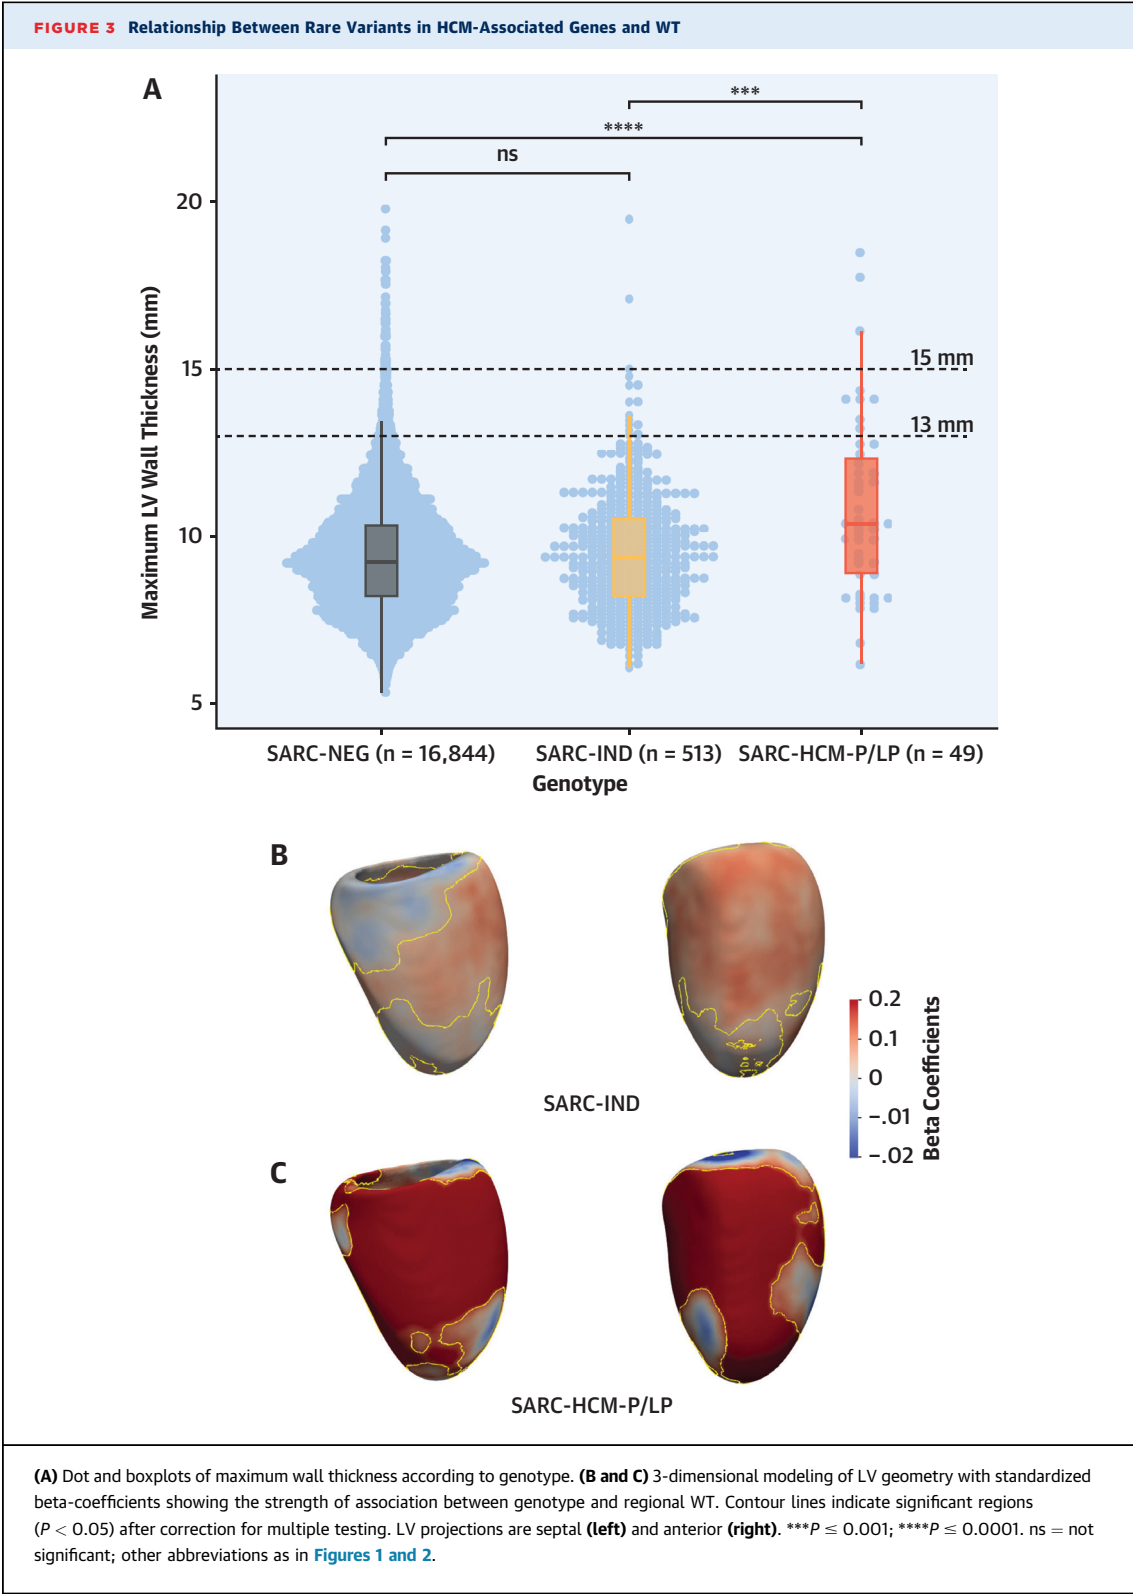 FIGURE 3 Relationship Between Rare Variants in HCM-Associated Genes and WT
A
***
****
ns
20
15
10
5
15 mm
13 mm
Maximum LV Wall Thickness (mm)
SARC-NEG (n = 16,844)
SARC-IND (n = 513)
SARC-HCM-P/LP (n = 49)
Genotype
B
SARC-IND
0.2
0.1
0
−.01
−.02
Beta Coefficients
C
SARC-HCM-P/LP
(A) Dot and boxplots of maximum wall thickness according to genotype. (B and C) 3-dimensional modeling of LV geometry with standardized
beta-coefficients showing the strength of association between genotype and regional WT. Contour lines indicate significant regions
(P < 0.05) after correction for multiple testing. LV projections are septal (left) and anterior (right). ***P ≤ 0.001; ****P ≤ 0.0001. ns = not
significant; other abbreviations as in Figures 1 and 2.